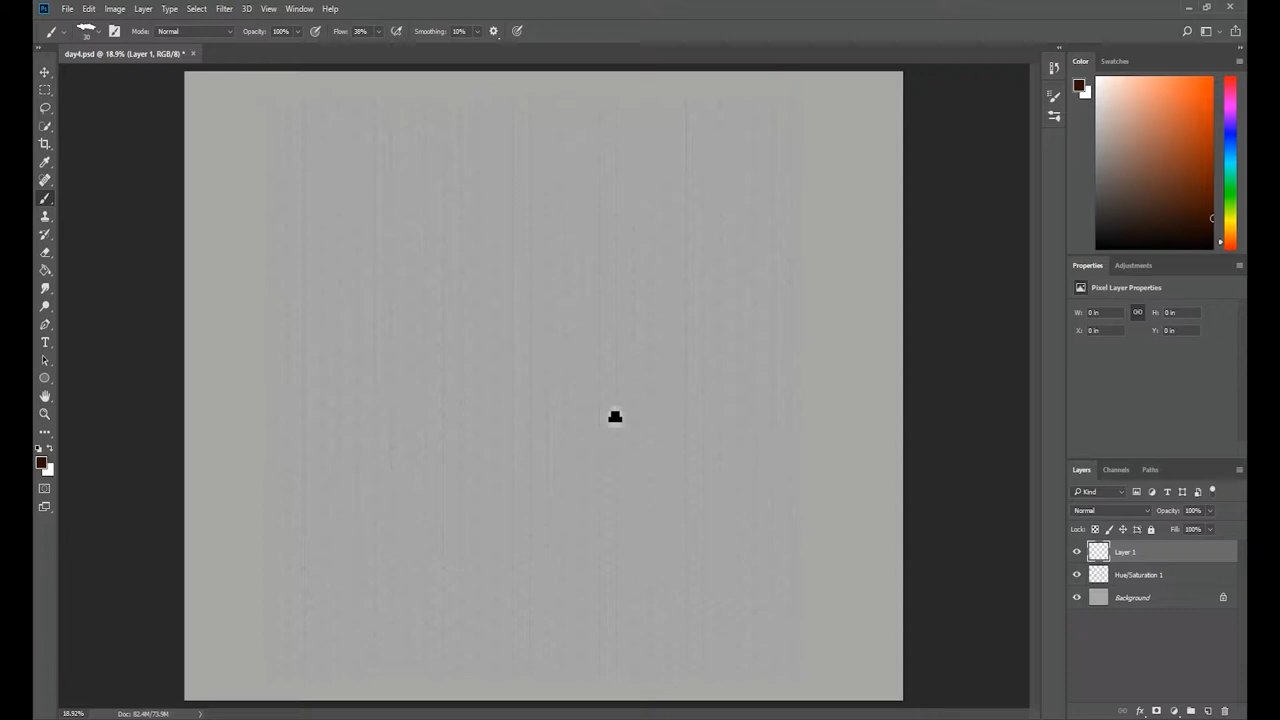 Ps File Edit Image Layer Type Select Filter 3D View Window Help
30 Mode: Normal Opacity: 100% Flow: 38% Smoothing: 10%
day4.psd @ 18.9% (Layer 1, RGB/8) *
Color Swatches
Properties Adjustments
Pixel Layer Properties
W: 0 in H: 0 in
X: 0 in Y: 0 in
Layers Channels Paths
Kind
Normal Opacity: 100%
Lock: Fill: 100%
Layer 1
Hue/Saturation 1
Background
18.92% Doc: 82.4M/73.9M